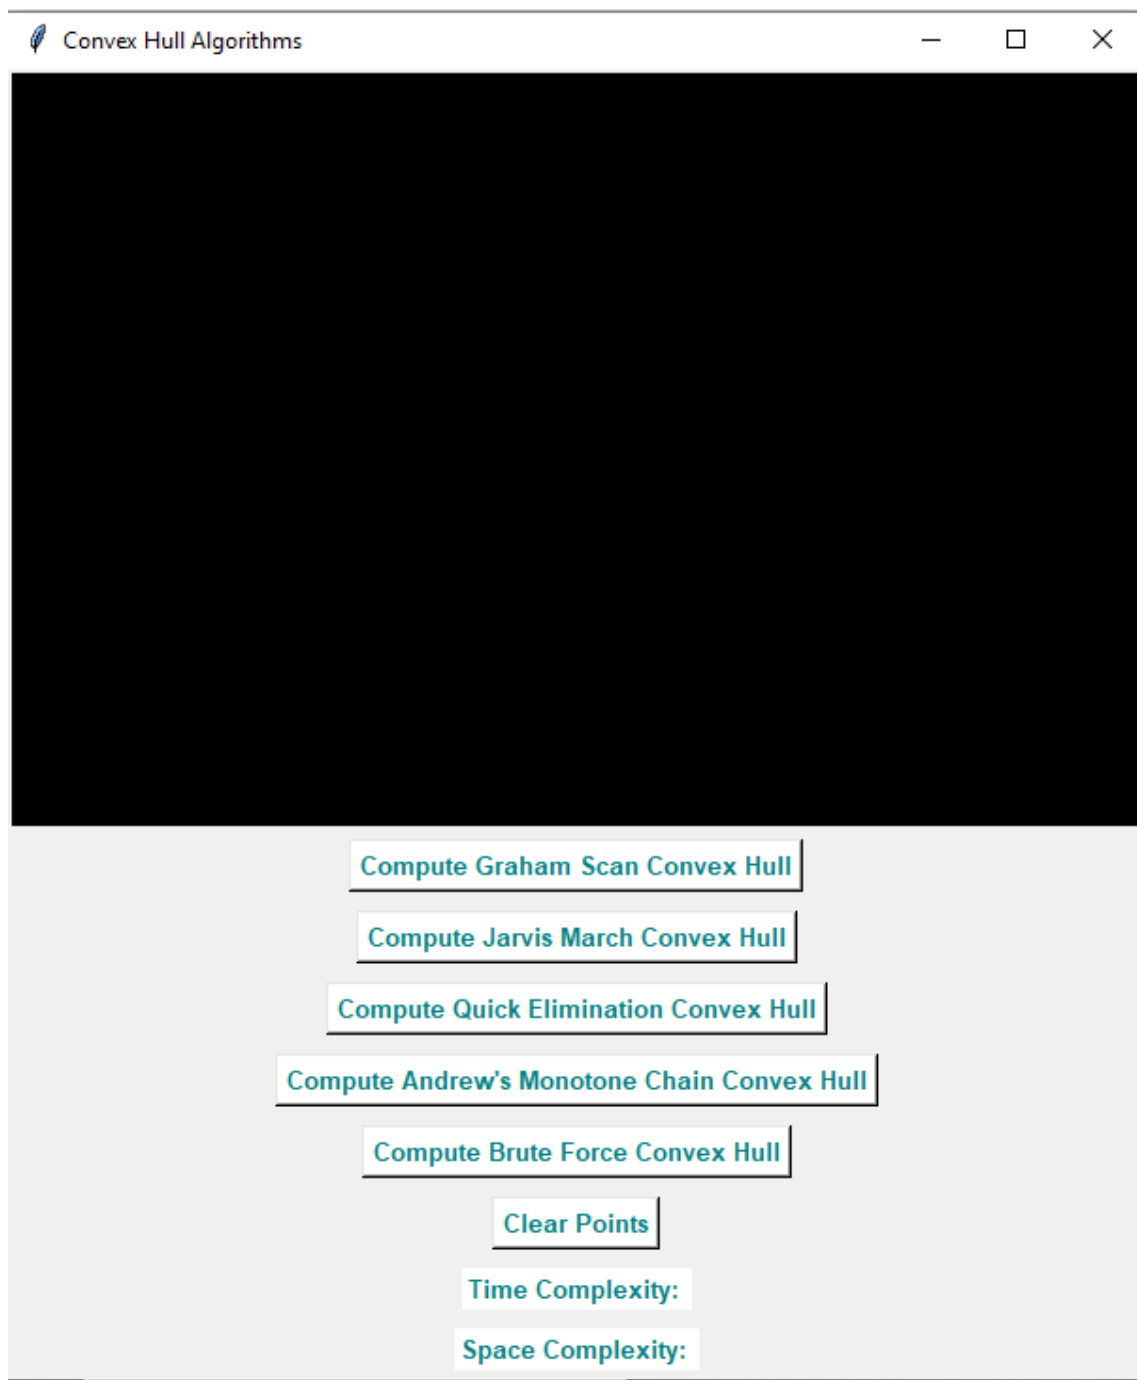 Convex Hull Algorithms
Compute Graham Scan Convex Hull
Compute Jarvis March Convex Hull
Compute Quick Elimination Convex Hull
Compute Andrew's Monotone Chain Convex Hull
Compute Brute Force Convex Hull
Clear Points
Time Complexity:
Space Complexity: